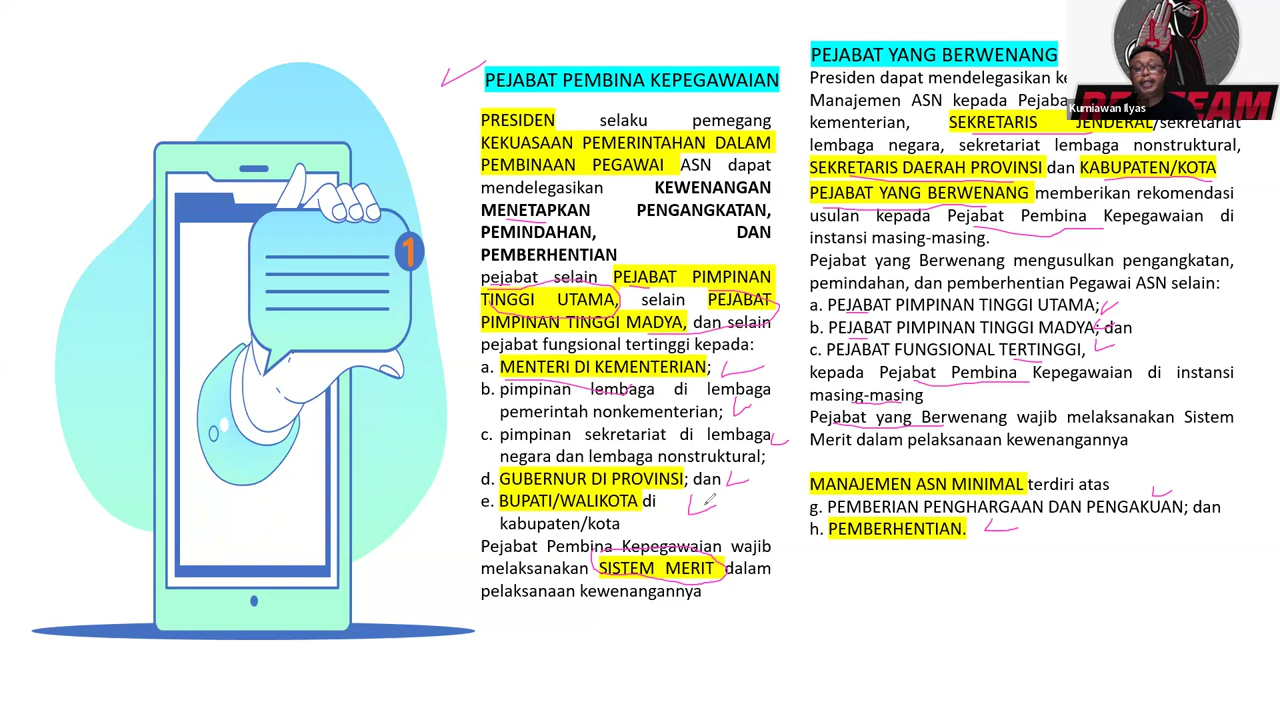 1
PEJABAT PEMBINA KEPEGAWAIAN
PRESIDEN selaku pemegang
KEKUASAAN PEMERINTAHAN DALAM
PEMBINAAN PEGAWAI ASN dapat
mendelegasikan KEWENANGAN
MENETAPKAN PENGANGKATAN,
PEMINDAHAN, DAN
PEMBERHENTIAN
pejabat selain PEJABAT PIMPINAN
TINGGI UTAMA, selain PEJABAT
PIMPINAN TINGGI MADYA, dan selain
pejabat fungsional tertinggi kepada:
a. MENTERI DI KEMENTERIAN;
b. pimpinan lembaga di lembaga
pemerintah nonkementerian;
c. pimpinan sekretariat di lembaga
negara dan lembaga nonstruktural;
d. GUBERNUR DI PROVINSI; dan
e. BUPATI/WALIKOTA di
kabupaten/kota
Pejabat Pembina Kepegawaian wajib
melaksanakan SISTEM MERIT dalam
pelaksanaan kewenangannya
PEJABAT YANG BERWENANG
Presiden dapat mendelegasikan
Manajemen ASN kepada
kementerian, SEKRETARIS JENDERAL/sekretariat
lembaga negara, sekretariat lembaga nonstruktural,
SEKRETARIS DAERAH PROVINSI dan KABUPATEN/KOTA
PEJABAT YANG BERWENANG memberikan rekomendasi
usulan kepada Pejabat Pembina Kepegawaian di
instansi masing-masing.
Pejabat yang Berwenang mengusulkan pengangkatan,
pemindahan, dan pemberhentian Pegawai ASN selain:
a. PEJABAT PIMPINAN TINGGI UTAMA;
b. PEJABAT PIMPINAN TINGGI MADYA; dan
c. PEJABAT FUNGSIONAL TERTINGGI,
kepada Pejabat Pembina Kepegawaian di instansi
masing-masing
Pejabat yang Berwenang wajib melaksanakan Sistem
Merit dalam pelaksanaan kewenangannya
MANAJEMEN ASN MINIMAL terdiri atas
g. PEMBERIAN PENGHARGAAN DAN PENGAKUAN; dan
h. PEMBERHENTIAN.
Kurniawan Ilyas